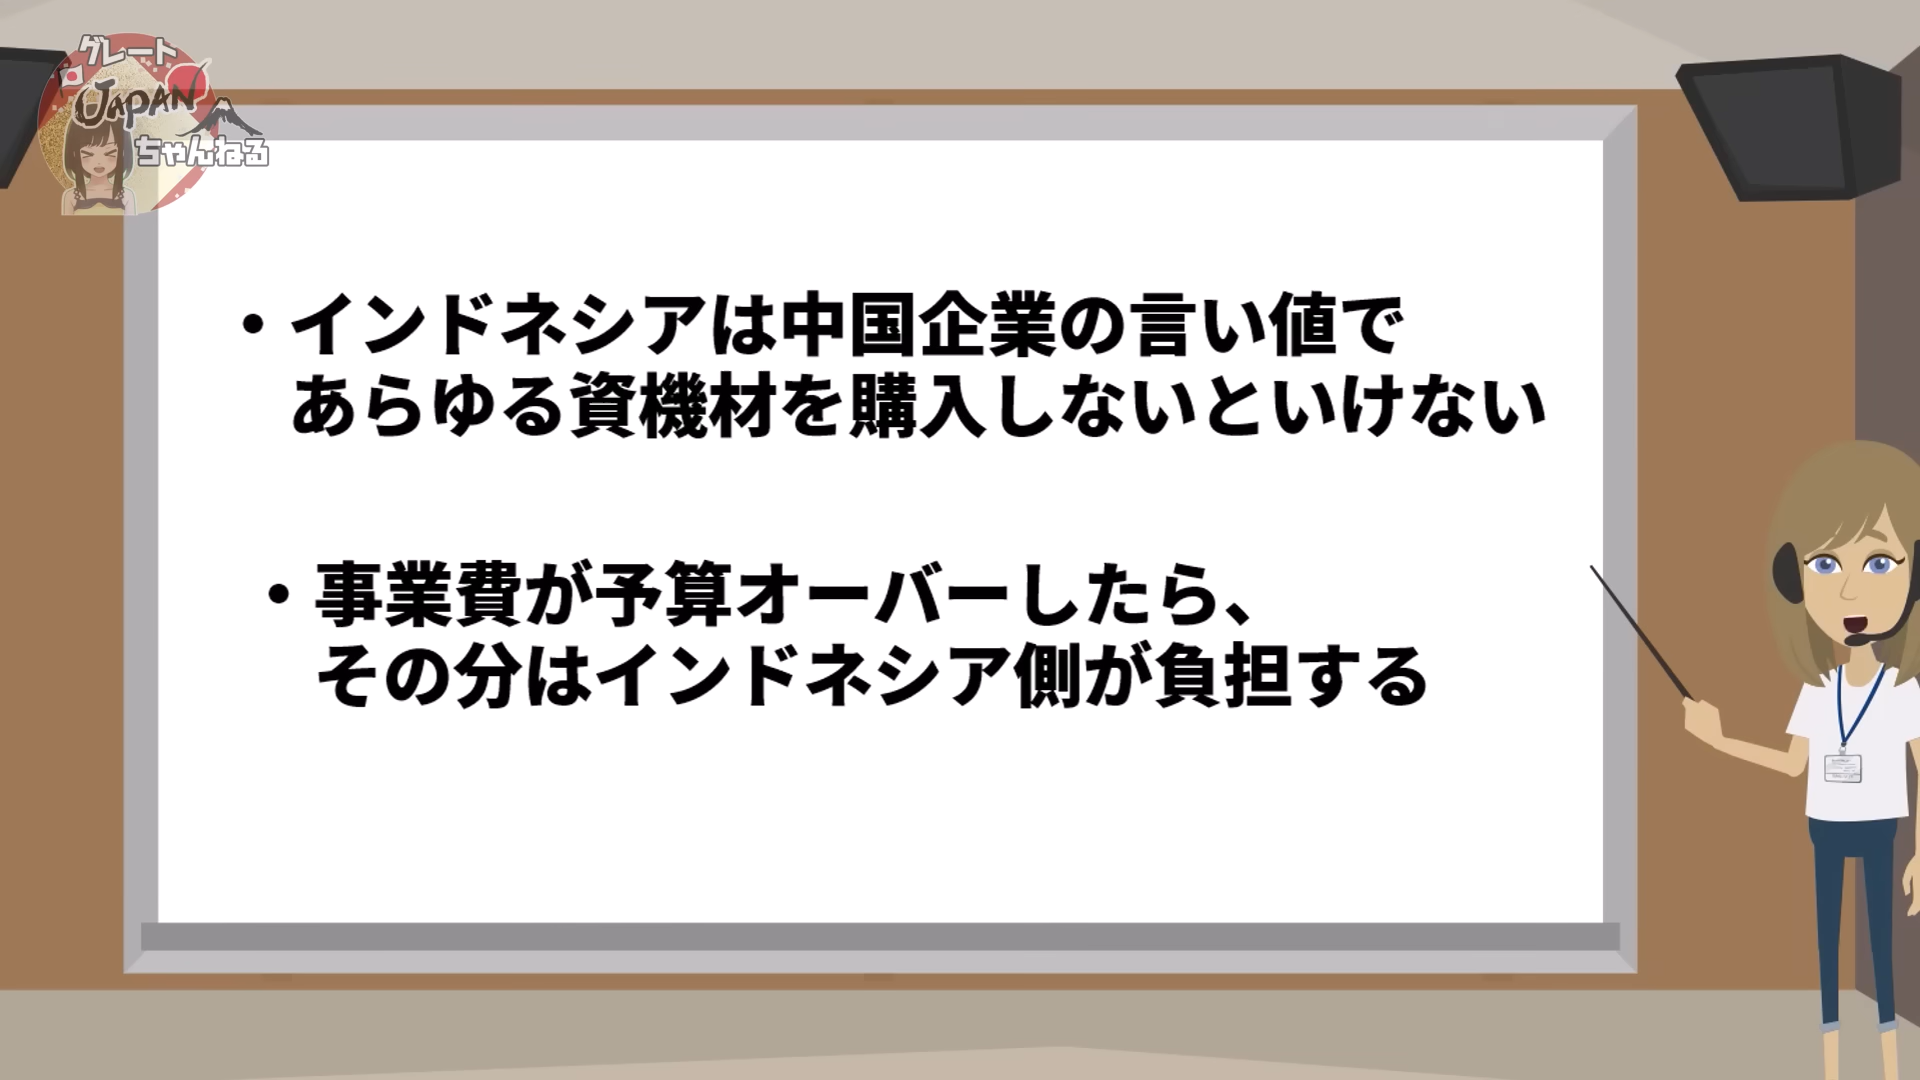 グレート
JAPAN
ちゃんねる
・インドネシアは中国企業の言い値で
あらゆる資機材を購入しないといけない
・事業費が予算オーバーしたら、
その分はインドネシア側が負担する